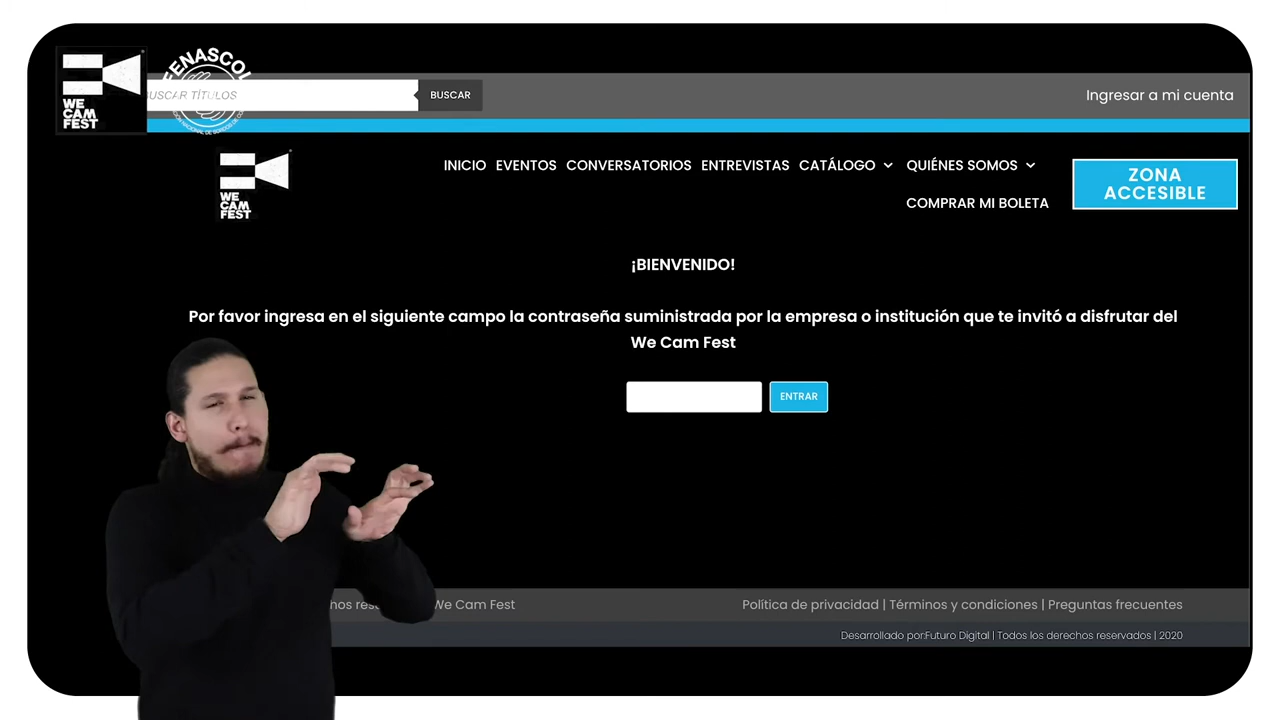 WE
CAM
FEST
FENASCOL
BUSCAR TÍTULOS
BUSCAR
Ingresar a mi cuenta
WE
CAM
FEST
INICIO EVENTOS CONVERSATORIOS ENTREVISTAS CATÁLOGO QUIÉNES SOMOS
COMPRAR MI BOLETA
ZONA
ACCESIBLE
¡BIENVENIDO!
Por favor ingresa en el siguiente campo la contraseña suministrada por la empresa o institución que te invitó a disfrutar del
We Cam Fest
ENTRAR
We Cam Fest
Política de privacidad | Términos y condiciones | Preguntas frecuentes
Desarrollado por:Futuro Digital | Todos los derechos reservados | 2020